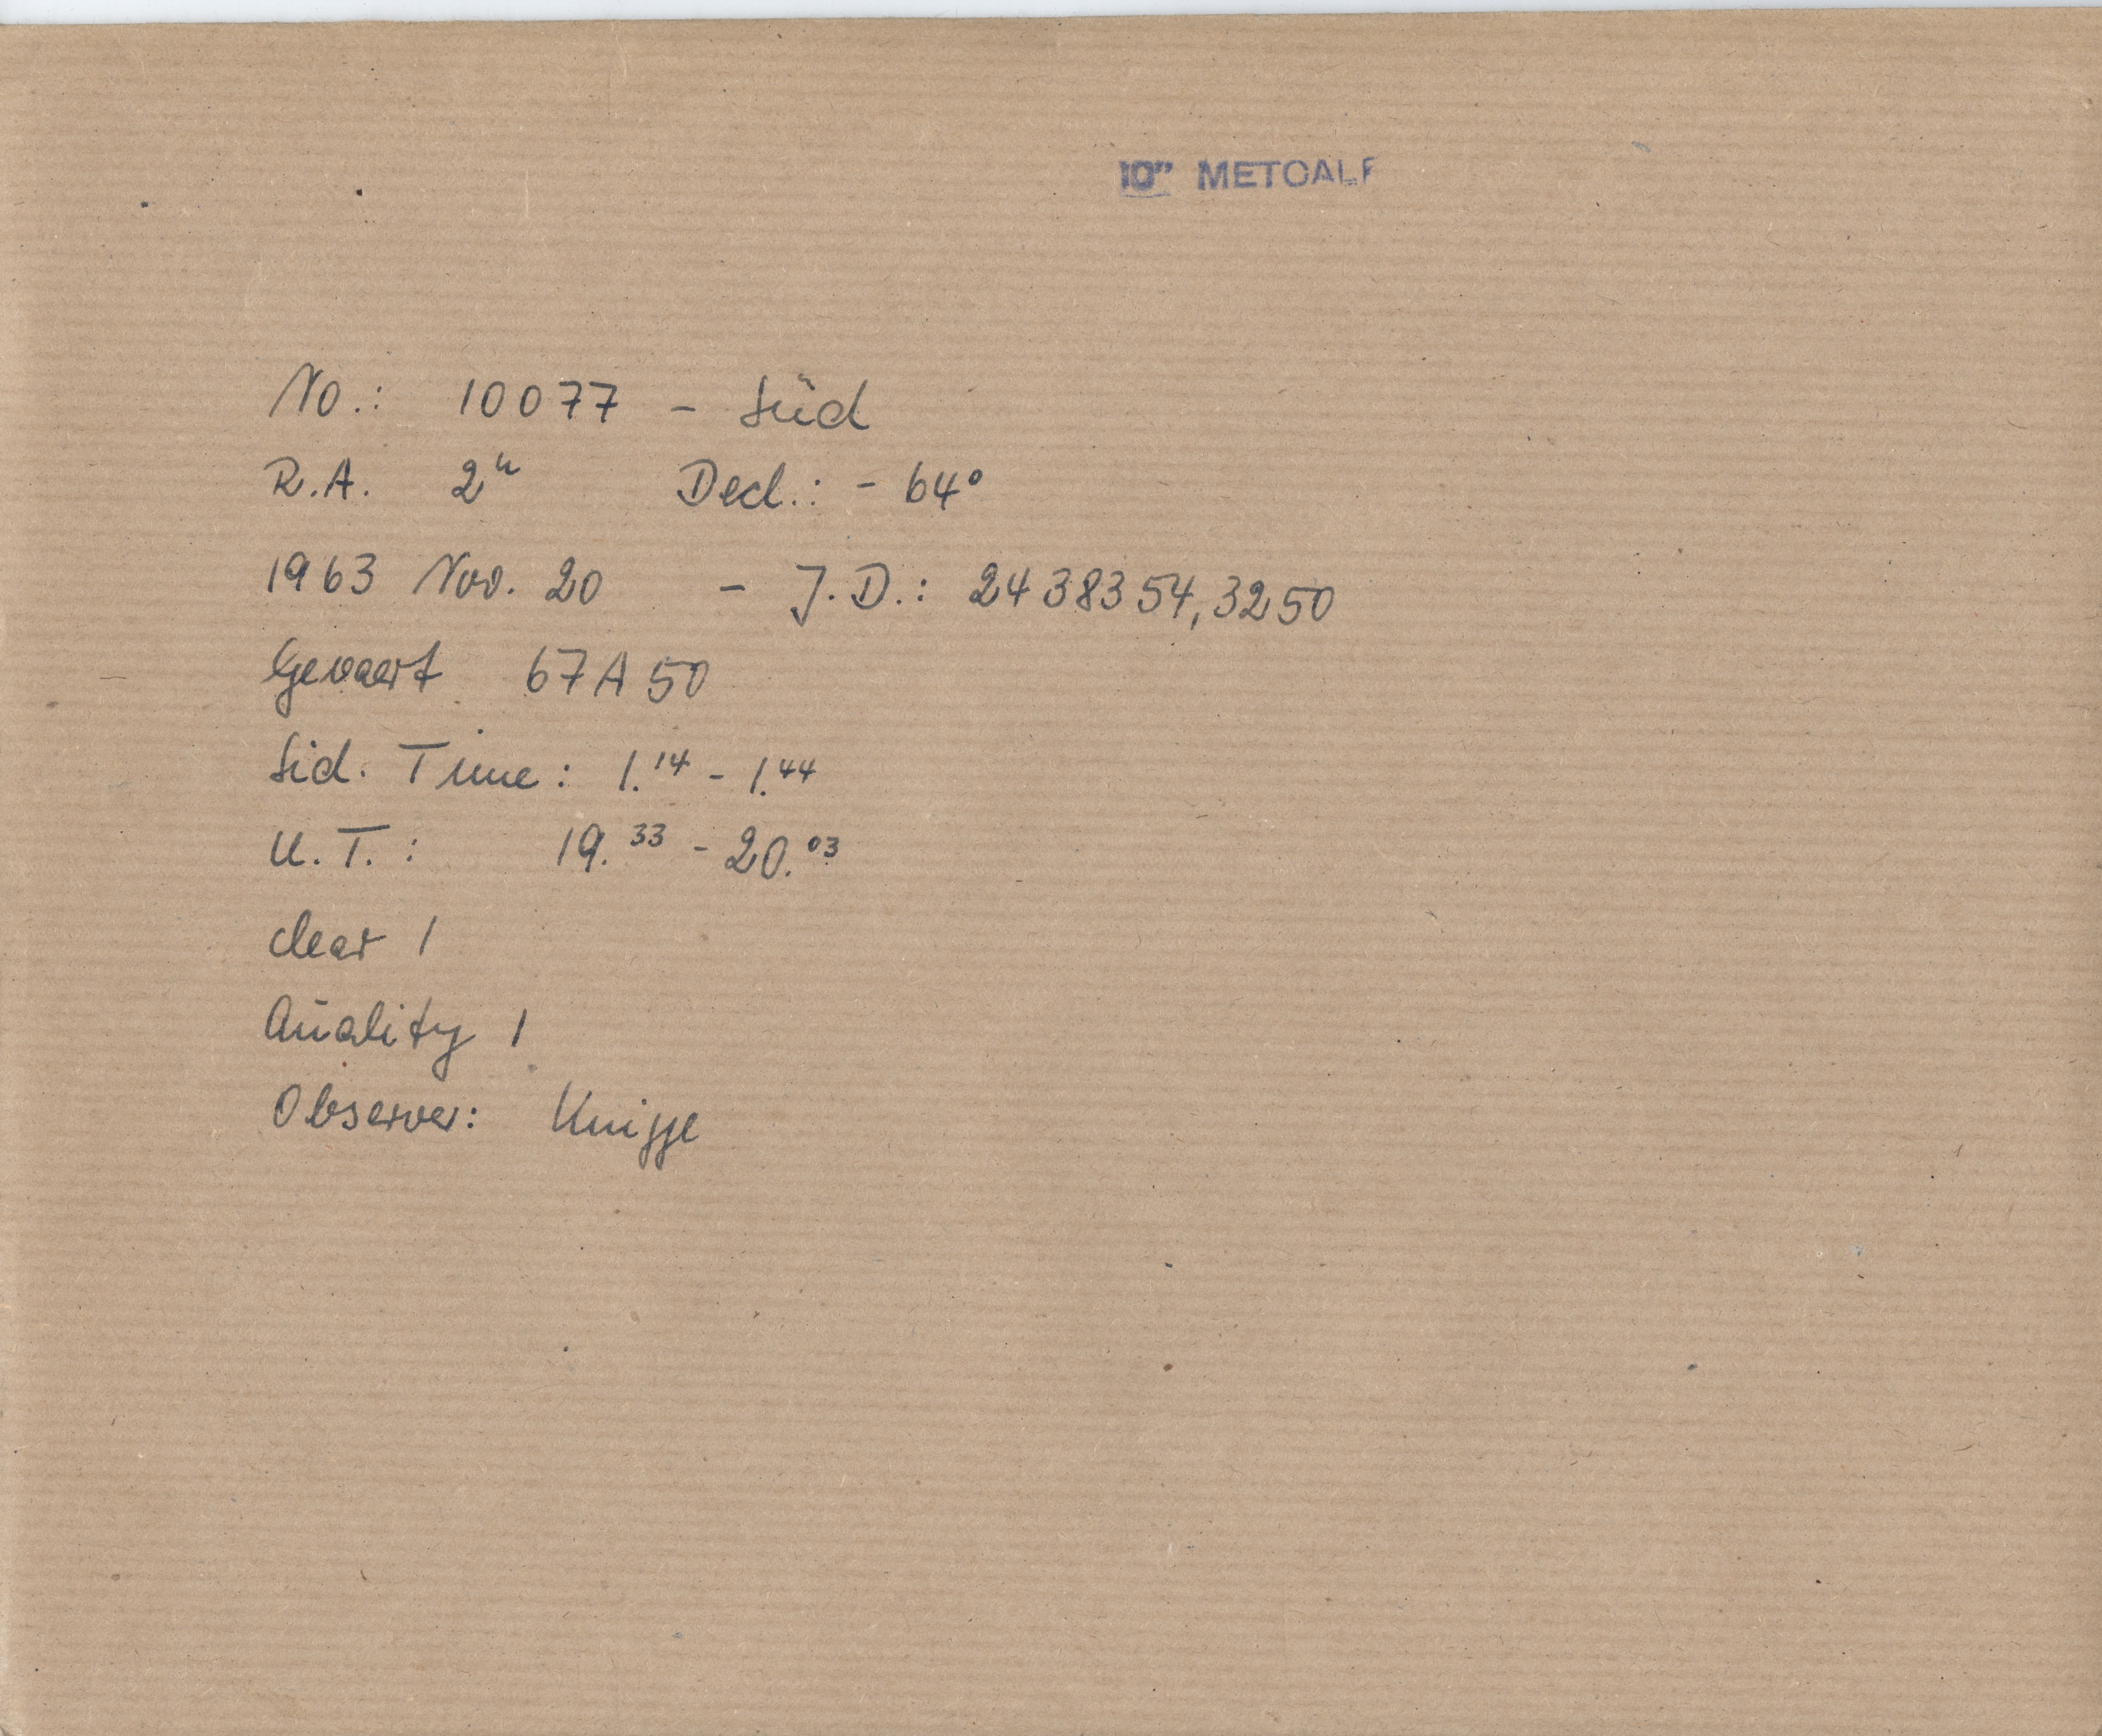 10" METCALF
No.: 10077 - Süd
R.A. 2ʰ Decl.: - 64°
1963 Nov. 20 - J.D.: 2438354,3250
Gevaert 67A50
Sid. Time: 1.¹⁴ - 1.⁴⁴
U.T.: 19.³³ - 20.⁰³
clear 1
Quality 1
Observer: Knigge